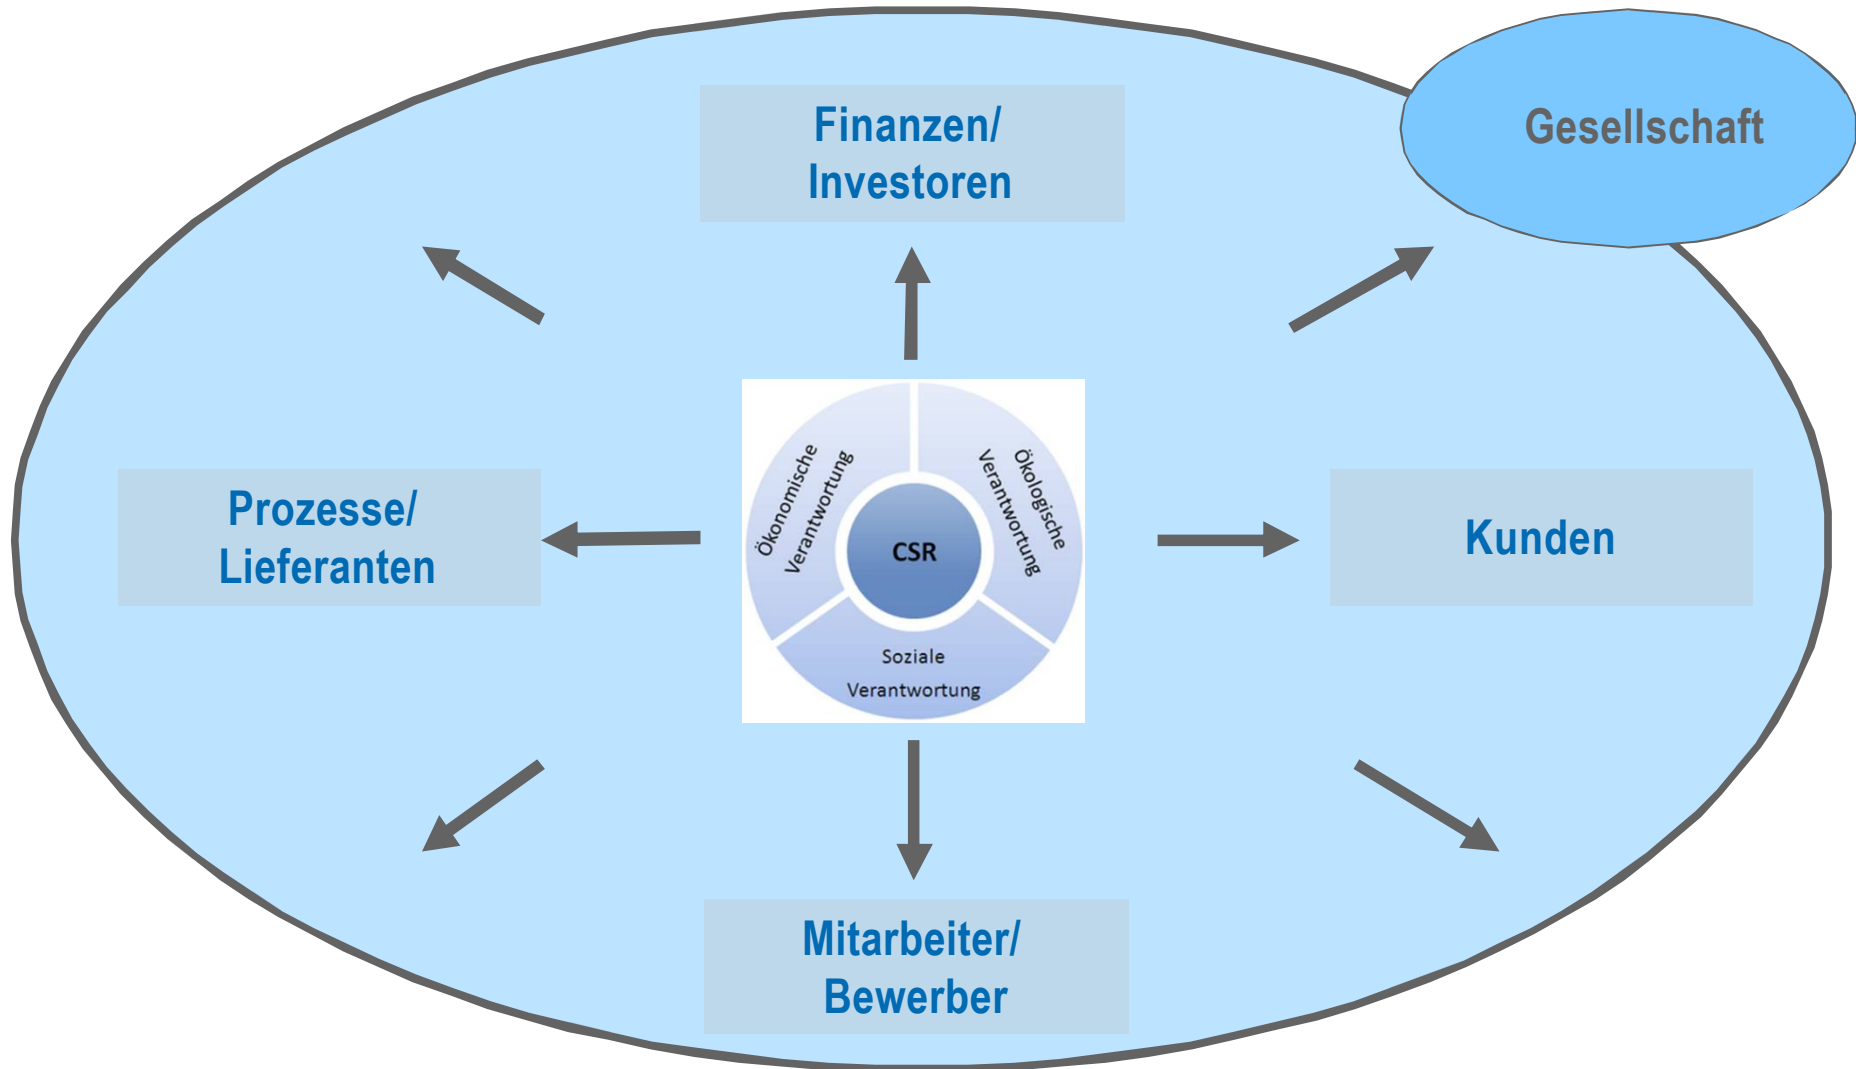 Finanzen/
Investoren
Gesellschaft
Prozesse/
Lieferanten
Ökonomische
Verantwortung
Ökologische
Verantwortung
CSR
Soziale
Verantwortung
Kunden
Mitarbeiter/
Bewerber